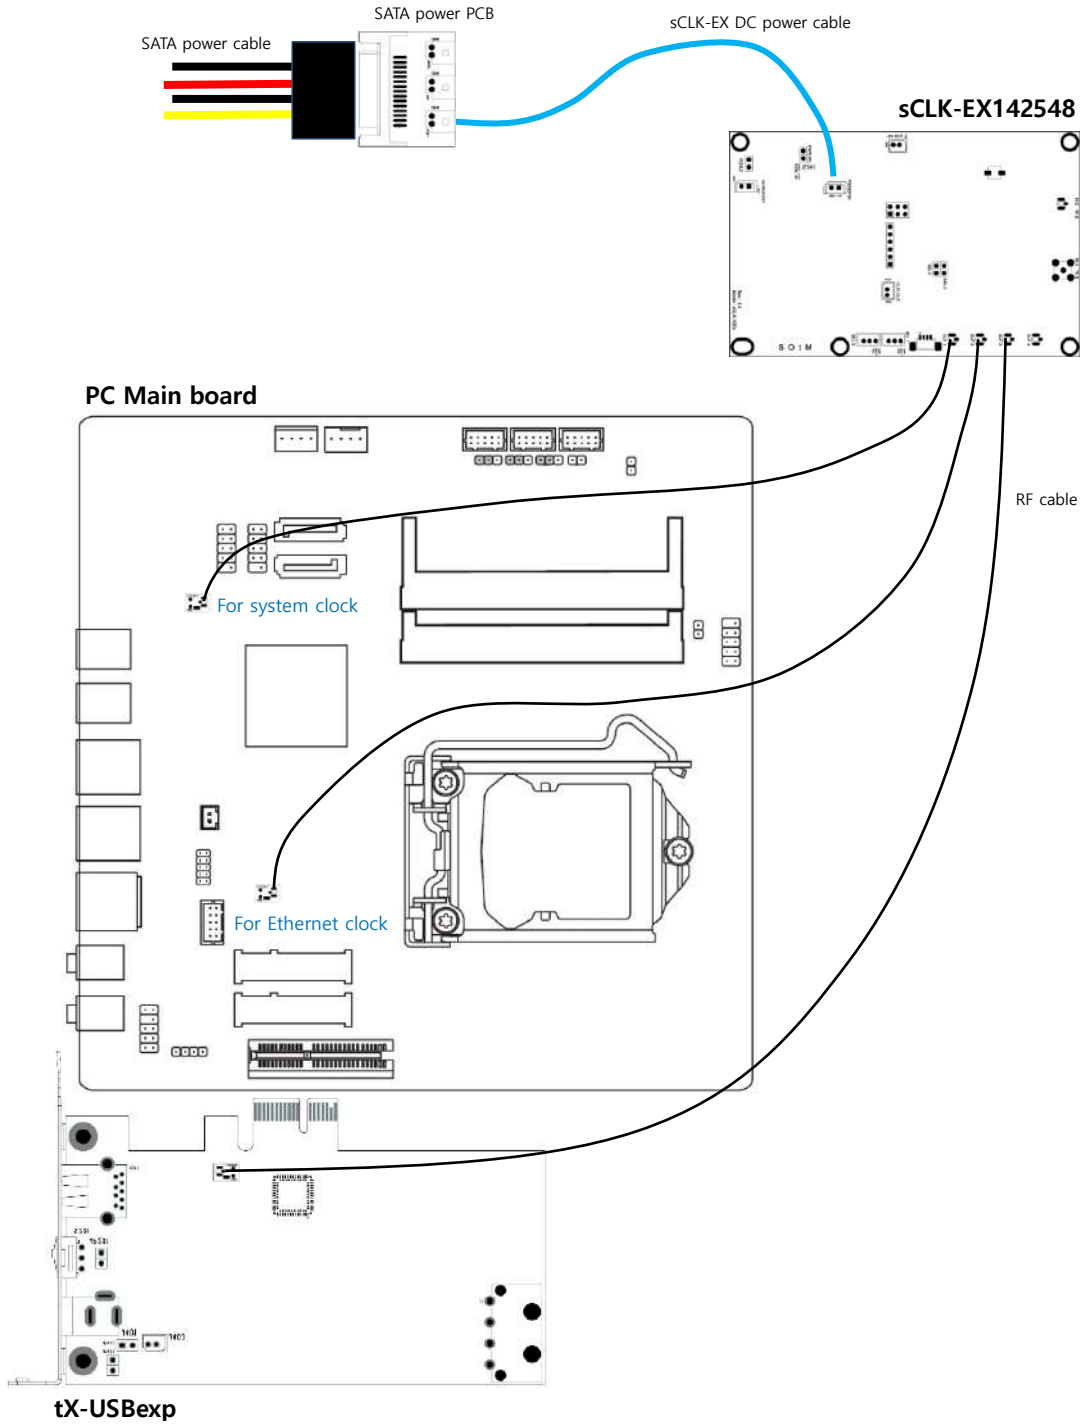 SATA power PCB
sCLK-EX DC power cable
SATA power cable
sCLK-EX142548
SOIM
PC Main board
RF cable
For system clock
For Ethernet clock
tX-USBexp